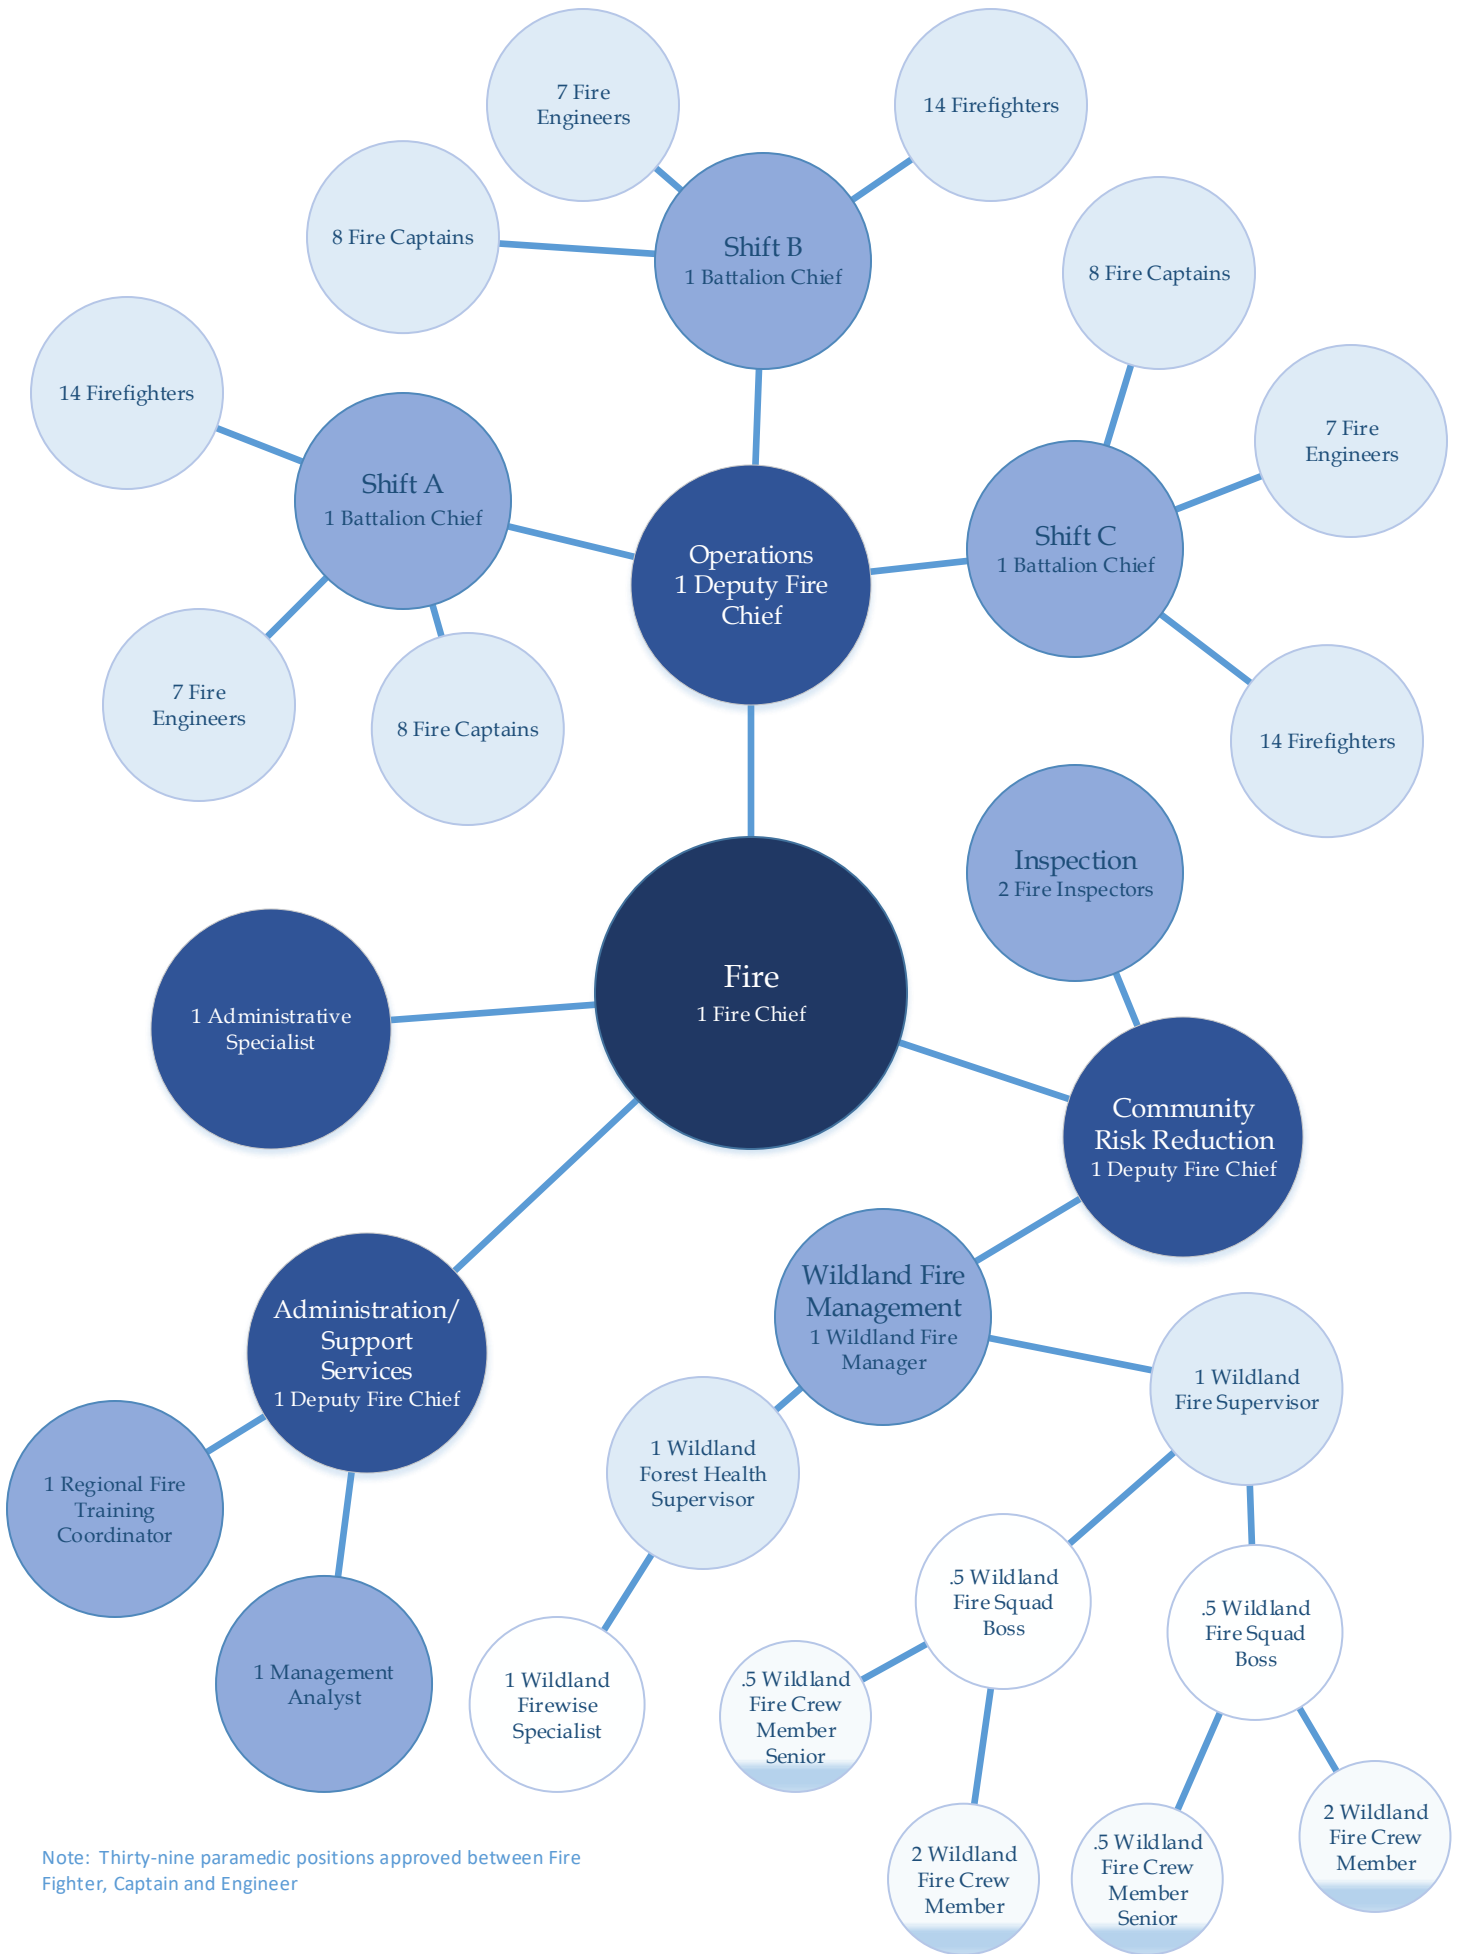 7 Fire
Engineers
14 Firefighters
8 Fire Captains
Shift B
1 Battalion Chief
8 Fire Captains
14 Firefighters
7 Fire
Engineers
Shift A
1 Battalion Chief
Shift C
1 Battalion Chief
Operations
1 Deputy Fire
Chief
7 Fire
Engineers
8 Fire Captains
14 Firefighters
Inspection
2 Fire Inspectors
Fire
1 Fire Chief
1 Administrative
Specialist
Community
Risk Reduction
1 Deputy Fire Chief
Administration/
Support
Services
1 Deputy Fire Chief
Wildland Fire
Management
1 Wildland Fire
Manager
1 Wildland
Fire Supervisor
1 Regional Fire
Training
Coordinator
1 Wildland
Forest Health
Supervisor
.5 Wildland
Fire Squad
Boss
.5 Wildland
Fire Squad
Boss
1 Management
Analyst
1 Wildland
Firewise
Specialist
.5 Wildland
Fire Crew
Member
Senior
2 Wildland
Fire Crew
Member
.5 Wildland
Fire Crew
Member
Senior
2 Wildland
Fire Crew
Member
Note:  Thirty-nine paramedic positions approved between Fire
Fighter, Captain and Engineer